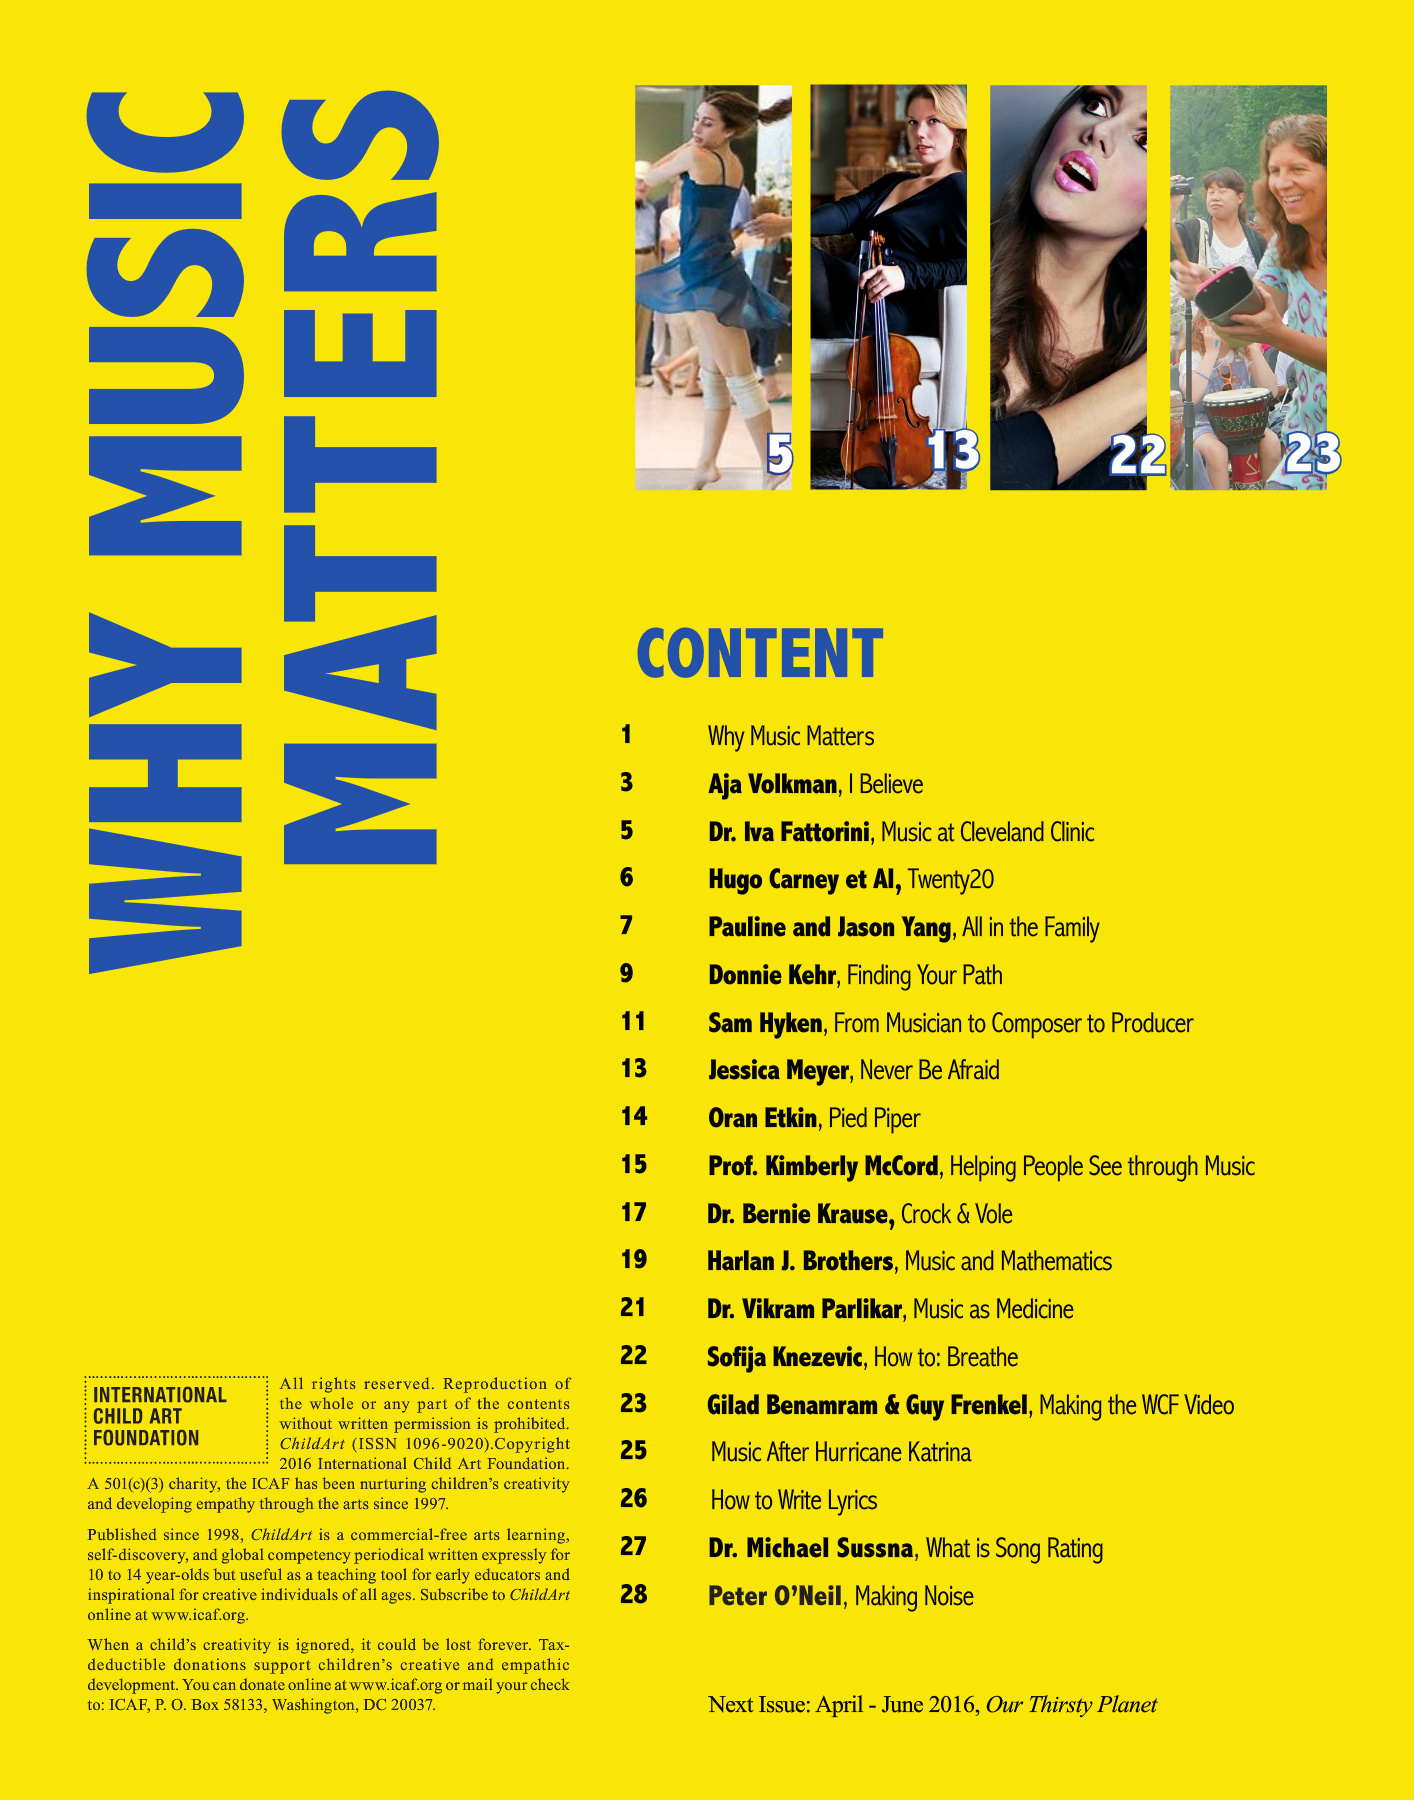 WHY MUSIC
MATTERS
5
13
22
23
CONTENT
1 Why Music Matters
3 Aja Volkman, I Believe
5 Dr. Iva Fattorini, Music at Cleveland Clinic
6 Hugo Carney et Al, Twenty20
7 Pauline and Jason Yang, All in the Family
9 Donnie Kehr, Finding Your Path
11 Sam Hyken, From Musician to Composer to Producer
13 Jessica Meyer, Never Be Afraid
14 Oran Etkin, Pied Piper
15 Prof. Kimberly McCord, Helping People See through Music
17 Dr. Bernie Krause, Crock & Vole
19 Harlan J. Brothers, Music and Mathematics
21 Dr. Vikram Parlikar, Music as Medicine
22 Sofija Knezevic, How to: Breathe
23 Gilad Benamram & Guy Frenkel, Making the WCF Video
25 Music After Hurricane Katrina
26 How to Write Lyrics
27 Dr. Michael Sussna, What is Song Rating
28 Peter O'Neil, Making Noise
Next Issue: April - June 2016, Our Thirsty Planet
INTERNATIONAL
CHILD ART
FOUNDATION
All rights reserved. Reproduction of
the whole or any part of the contents
without written permission is prohibited.
ChildArt (ISSN 1096-9020).Copyright
2016 International Child Art Foundation.
A 501(c)(3) charity, the ICAF has been nurturing children's creativity
and developing empathy through the arts since 1997.
Published since 1998, ChildArt is a commercial-free arts learning,
self-discovery, and global competency periodical written expressly for
10 to 14 year-olds but useful as a teaching tool for early educators and
inspirational for creative individuals of all ages. Subscribe to ChildArt
online at www.icaf.org.
When a child's creativity is ignored, it could be lost forever. Tax-
deductible donations support children's creative and empathic
development. You can donate online at www.icaf.org or mail your check
to: ICAF, P. O. Box 58133, Washington, DC 20037.